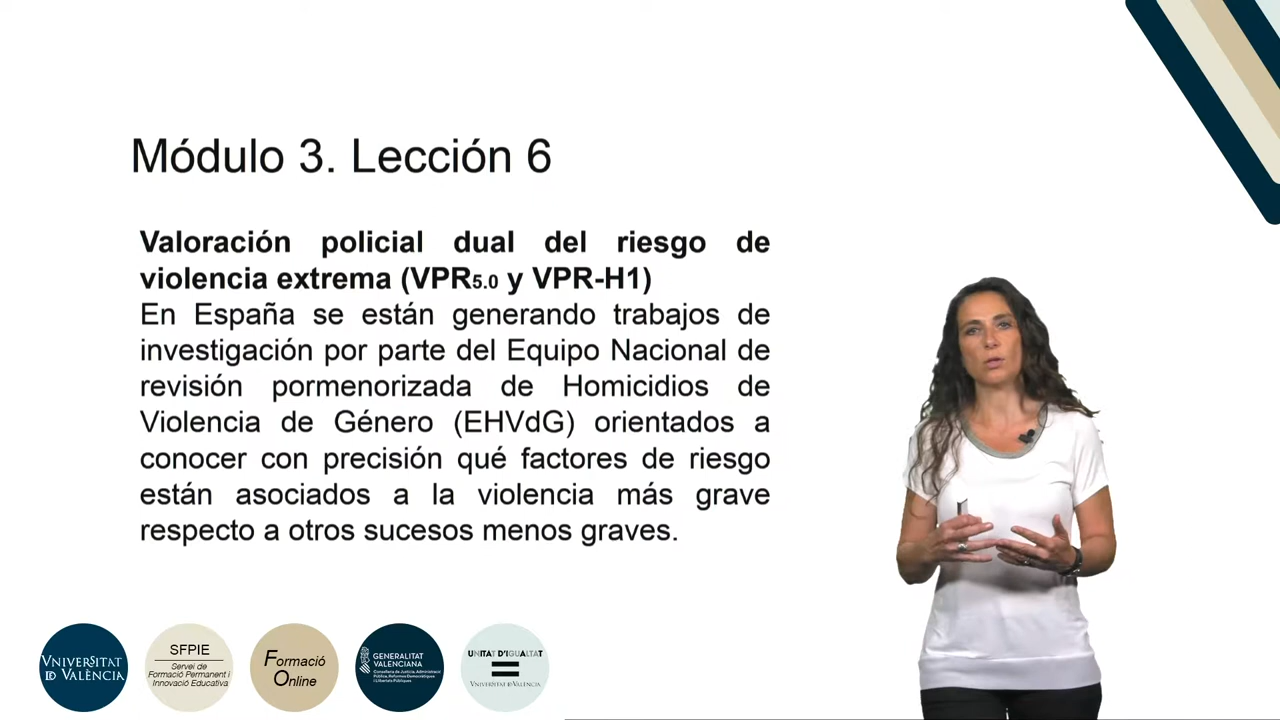 Módulo 3. Lección 6
Valoración policial dual del riesgo de
violencia extrema (VPR5.0 y VPR-H1)
En España se están generando trabajos de
investigación por parte del Equipo Nacional de
revisión pormenorizada de Homicidios de
Violencia de Género (EHVdG) orientados a
conocer con precisión qué factores de riesgo
están asociados a la violencia más grave
respecto a otros sucesos menos graves.
VNIVERSITAT
ID VALÈNCIA
SFPIE
Servei de
Formació Permanent i
Innovació Educativa
Formació
Online
GENERALITAT
VALENCIANA
Conselleria de Justícia, Administració
Pública, Reformes Democràtiques
i Llibertats Públiques
UNITAT D'IGUALTAT
VNIVERSITAT ID VALÈNCIA